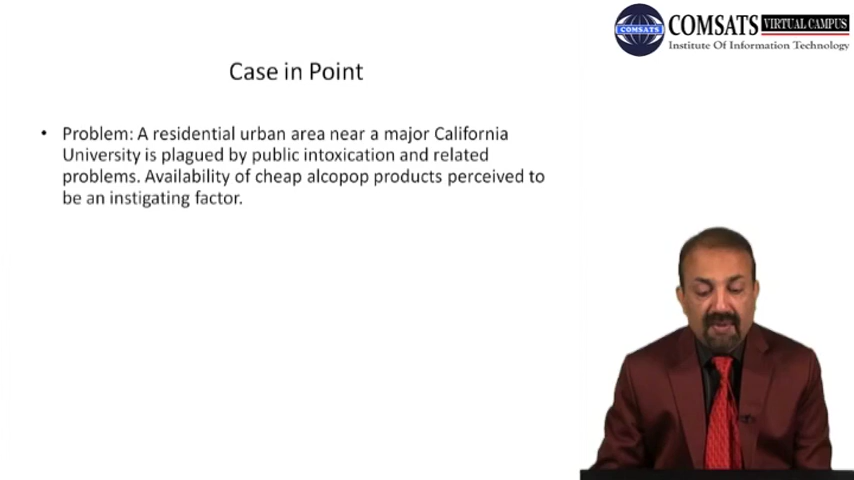 COMSATS VIRTUAL CAMPUS
Institute Of Information Technology
COMSATS
Case in Point
• Problem: A residential urban area near a major California
University is plagued by public intoxication and related
problems. Availability of cheap alcopop products perceived to
be an instigating factor.